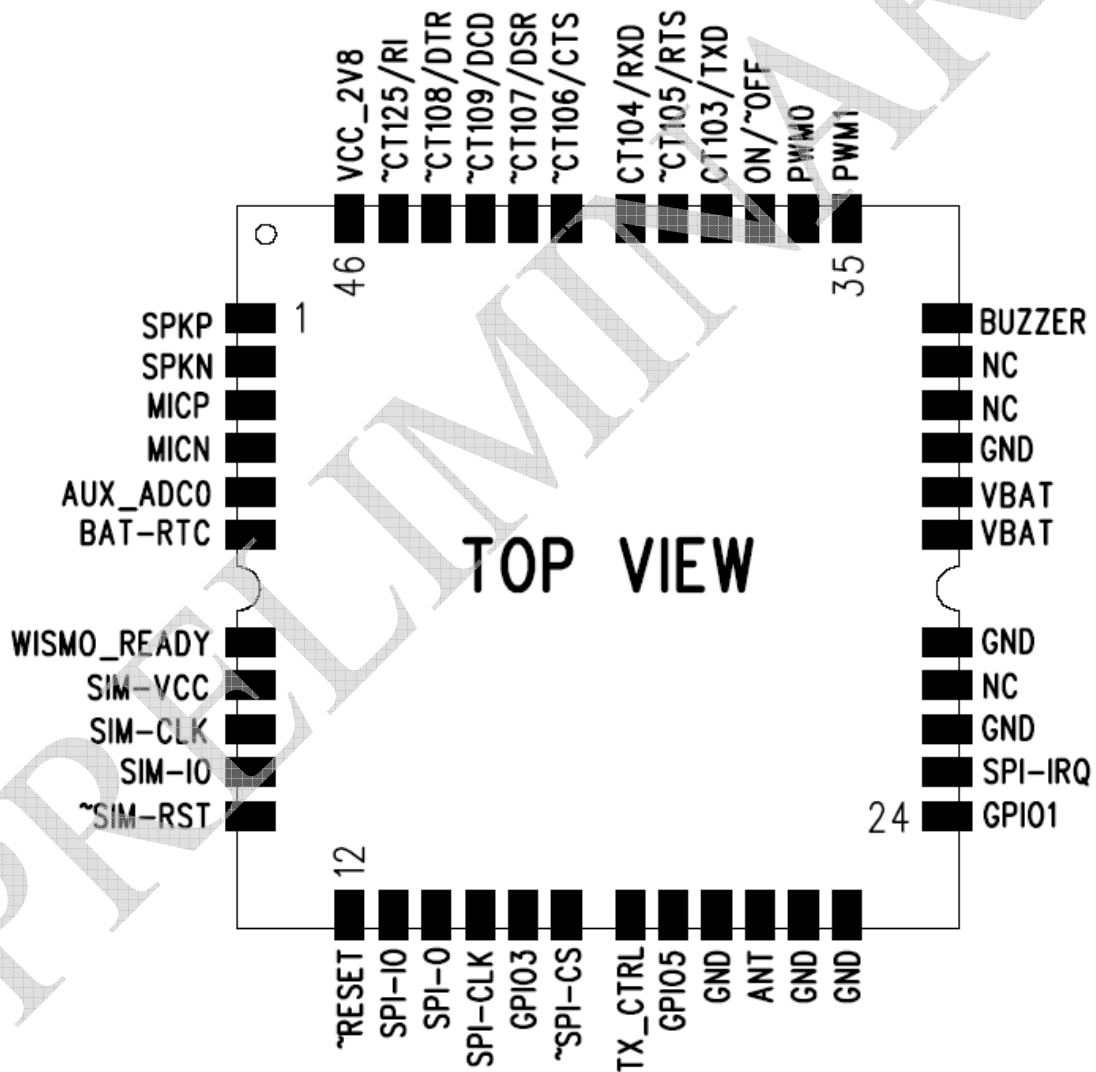 VCC_2V8
~CT125/RI
~CT108/DTR
~CT109/DCD
~CT107/DSR
~CT106/CTS
CT104/RXD
~CT105/RTS
CT103/TXD
ON/~OFF
PWM0
PWM1
46
35
SPKP
1
SPKN
MICP
MICN
AUX_ADC0
BAT-RTC
WISMO_READY
SIM-VCC
SIM-CLK
SIM-IO
~SIM-RST
TOP VIEW
BUZZER
NC
NC
GND
VBAT
VBAT
GND
NC
GND
SPI-IRQ
24
GPIO1
12
~RESET
SPI-IO
SPI-O
SPI-CLK
GPIO3
~SPI-CS
TX_CTRL
GPIO5
GND
ANT
GND
GND
PRELIMINAR